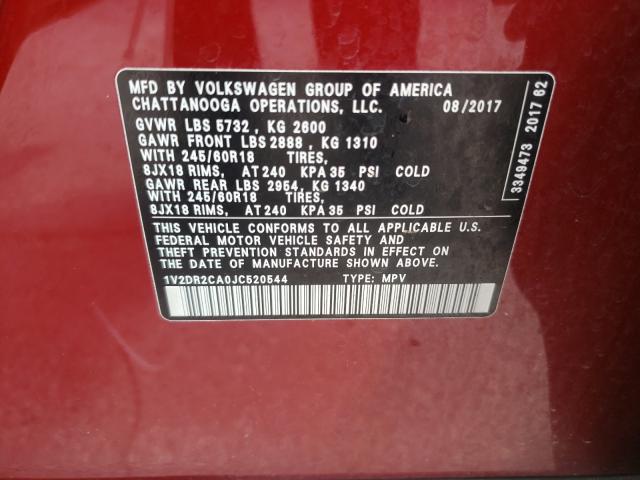 MFD BY VOLKSWAGEN GROUP OF AMERICA
CHATTANOOGA OPERATIONS, LLC. 08/2017
GVWR LBS 5732 , KG 2600
GAWR FRONT LBS 2888 , KG 1310
WITH 245/60R18 TIRES,
8JX18 RIMS, AT 240 KPA 35 PSI COLD
GAWR REAR LBS 2954, KG 1340
WITH 245/60R18 TIRES,
8JX18 RIMS, AT 240 KPA 35 PSI COLD
THIS VEHICLE CONFORMS TO ALL APPLICABLE U.S.
FEDERAL MOTOR VEHICLE SAFETY AND
THEFT PREVENTION STANDARDS IN EFFECT ON
THE DATE OF MANUFACTURE SHOWN ABOVE.
1V2DR2CA0JC520544 TYPE: MPV
3349473 2017 62